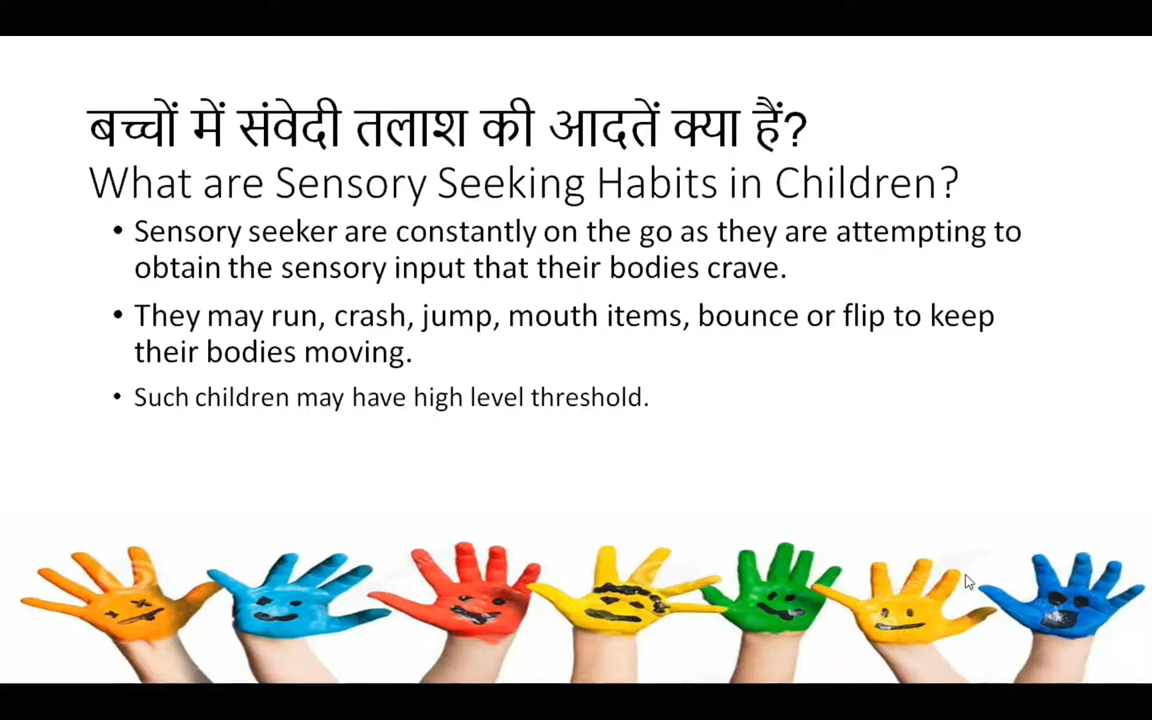 बच्चों में संवेदी तलाश की आदतें क्या हैं?
What are Sensory Seeking Habits in Children?
• Sensory seeker are constantly on the go as they are attempting to
obtain the sensory input that their bodies crave.
• They may run, crash, jump, mouth items, bounce or flip to keep
their bodies moving.
• Such children may have high level threshold.